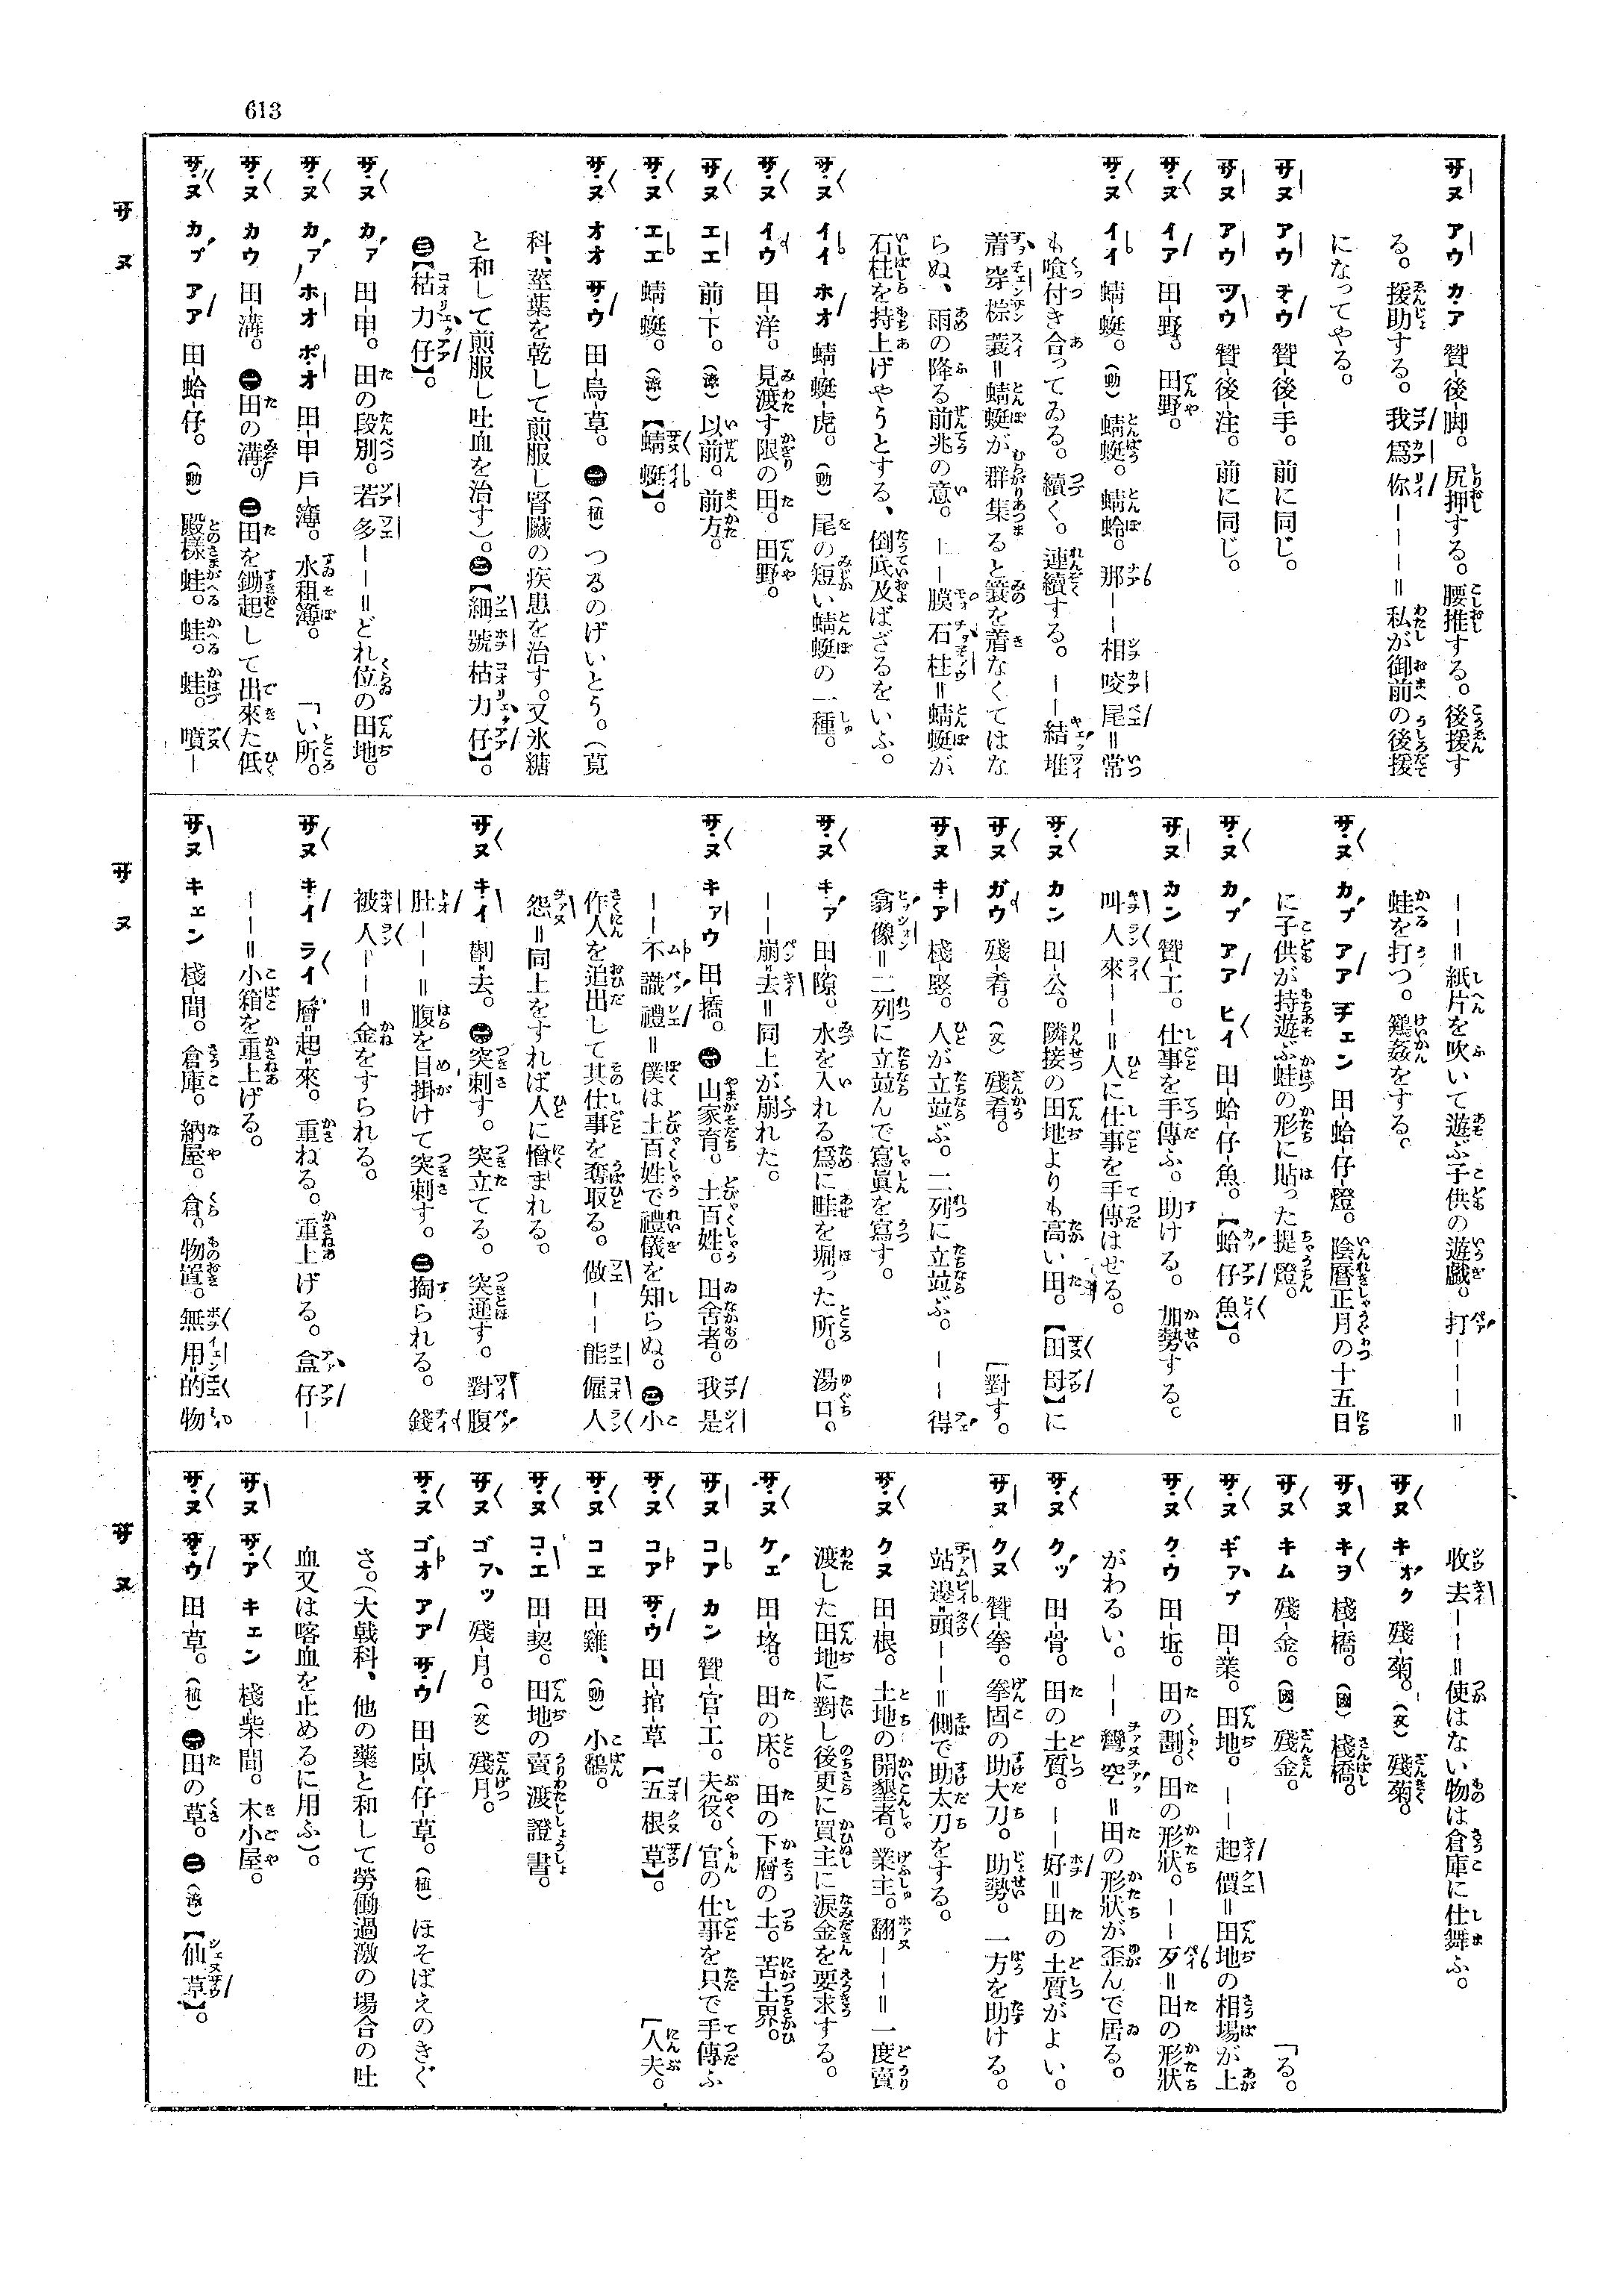 613
サヌ アウ カア 贊-後-脚。尻押する。腰推する。後援す
る。援助する。我爲你ーーー＝私が御前の後援
になってやる。
サヌ アウ チウ 贊-後-手。前に同じ。
サヌ アウ ツウ 贊-後-注。前に同じ。
サヌ イア 田-野。田野。
サヌ イイ 蜻-蜓。（動）蜻蜓。蜻蛉。那ーー相咬尾＝常
も喰付き合ってゐる。續く。連續する。ーー結堆
着穿棕蓑＝蜻蜓が群集ると簑を着なくてはな
らぬ、雨の降る前兆の意。ーー膜石柱＝蜻蜓が
石柱を持上げやうとする、倒底及ばざるをいふ。
サヌ イイ ホオ 蜻-蜓-虎。（動）尾の短い蜻蜓の一種。
サヌ イウ 田-洋。見渡す限の田。田野。
サヌ エエ 前-下。（漳）以前。前方。
サヌ エエ 蜻-蜓。（漳）【蜻蜓】。
サヌ オオ サウ 田-烏-草。㊀（植）つるのげいとう。（莧
科、莖葉を乾して煎服し腎臟の疾患を治す。又氷糖
と和して煎服し吐血を治す）。㊁【細號枯力仔】。
㊂【枯力仔】。
サヌ カァ 田-甲。田の段別。若多ーー＝どれ位の田地。
サヌ カァ ホオ ポオ 田-甲-戶-簿。水租簿。 「い所。
サヌ カウ 田-溝。㊀田の溝。㊁田を鋤起して出來た低
サヌ カプ アア 田-蛤-仔。（動）殿樣蛙。蛙。蛙。噴ー
ーー＝紙片を吹いて遊ぶ子供の遊戲。打ーーー＝
蛙を打つ。鷄姦をする。
サヌ カプ アア チェン 田-蛤-仔-燈。陰曆正月の十五日
に子供が持遊ぶ蛙の形に貼った提燈。
サヌ カプ アア ヒイ 田-蛤-仔-魚。【蛤仔魚】。
サヌ カン 贊-工。仕事を手傳ふ。助ける。加勢する。
叫人來ーー＝人に仕事を手傳はせる。
サヌ カン 田-公。隣接の田地よりも高い田。【田母】に
サヌ ガウ 殘-肴。（文）殘肴。 「對す。
サヌ キア 棧-竪。人が立竝ぶ。二列に立竝ぶ。ーー得
翕像＝二列に立竝んで寫眞を寫す。
サヌ キァ 田-隙。水を入れる爲に畦を堀った所。湯口。
ーー崩去＝同上が崩れた。
サヌ キァウ 田-橋。㊀山家育。土百姓。田舍者。我是
ーー不識禮＝僕は土百姓で禮儀を知らぬ。㊁小
作人を追出して其仕事を奪取る。做ーー能僱人
怨＝同上をすれば人に憎まれる。
サヌ キイ 劗-去。㊀突刺す。突立てる。突通す。對腹
肚ーー＝腹を目掛けて突刺す。㊁掏られる。錢
被人ーー＝金をすられる。
サヌ キイ ライ 層-起-來。重ねる。重上げる。盒仔ー
ーー＝小箱を重上げる。
サヌ キェン 棧-間。倉庫。納屋。倉。物置。無用的物
收去ーー＝使はない物は倉庫に仕舞ふ。
サヌ キォク 殘-菊。（文）殘菊。
サヌ キヲ 棧-橋。（國）棧橋。
サヌ キム 殘-金。（國）殘金。 「る。
サヌ ギァプ 田-業。田地。ーー起價＝田地の相場が上
サヌ クウ 田-坵。田の劃。田の形狀。ーー歹＝田の形狀
がわるい。ーー彎空＝田の形狀が歪んで居る。
サヌ クッ 田-骨。田の土質。ーー好＝田の土質がよい。
サヌ クヌ 贊-拳。拳固の助大刀。助勢。一方を助ける。
站邊頭ーー＝側で助太刀をする。
サヌ クヌ 田-根。土地の開墾者。業主。翻ーー＝一度賣
渡した田地に對し後更に買主に淚金を要求する。
サヌ ケェ 田-垎。田の床。田の下層の土。苦土界。
サヌ コア カン 贊-官-工。夫役。官の仕事を只で手傳ふ
サヌ コア サウ 田-捾-草【五根草】。 「人夫。
サヌ コエ 田-雞、（動）小鷭。
サヌ コエ 田-契。田地の賣渡證書。
サヌ ゴァッ 殘-月。（文）殘月。
サヌ ゴオ アア サウ 田-臥-仔-草。（植）ほそばえのきぐ
さ。（大戟科、他の藥と和して勞働過激の場合の吐
血又は喀血を止めるに用ふ）。
サヌ サア キェン 棧-柴-間。木小屋。
サヌ サウ 田-草。（植）㊀田の草。㊁（漳）【仙草】。
サ ヌ
サ ヌ
サ ヌ